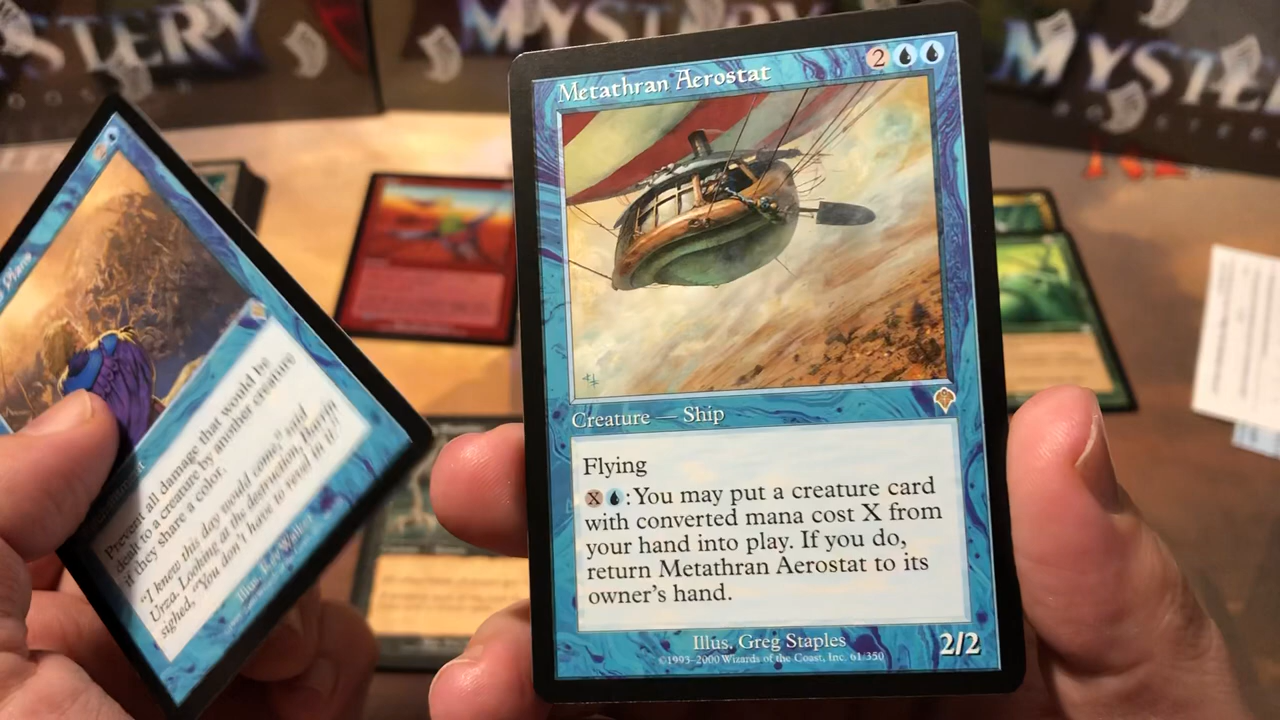 STERY
MYSTERY
MYSTER
Metathran Aerostat
2
Creature — Ship
Flying
X : You may put a creature card
with converted mana cost X from
your hand into play. If you do,
return Metathran Aerostat to its
owner's hand.
Illus. Greg Staples
©1993-2000 Wizards of the Coast, Inc. 61/350
2/2
Prevent all damage that would be
dealt to a creature by another creature
if they share a color.
"I knew this day would come," said
Urza. Looking at the destruction, Barrin
sighed, "You don't have to revel in it."